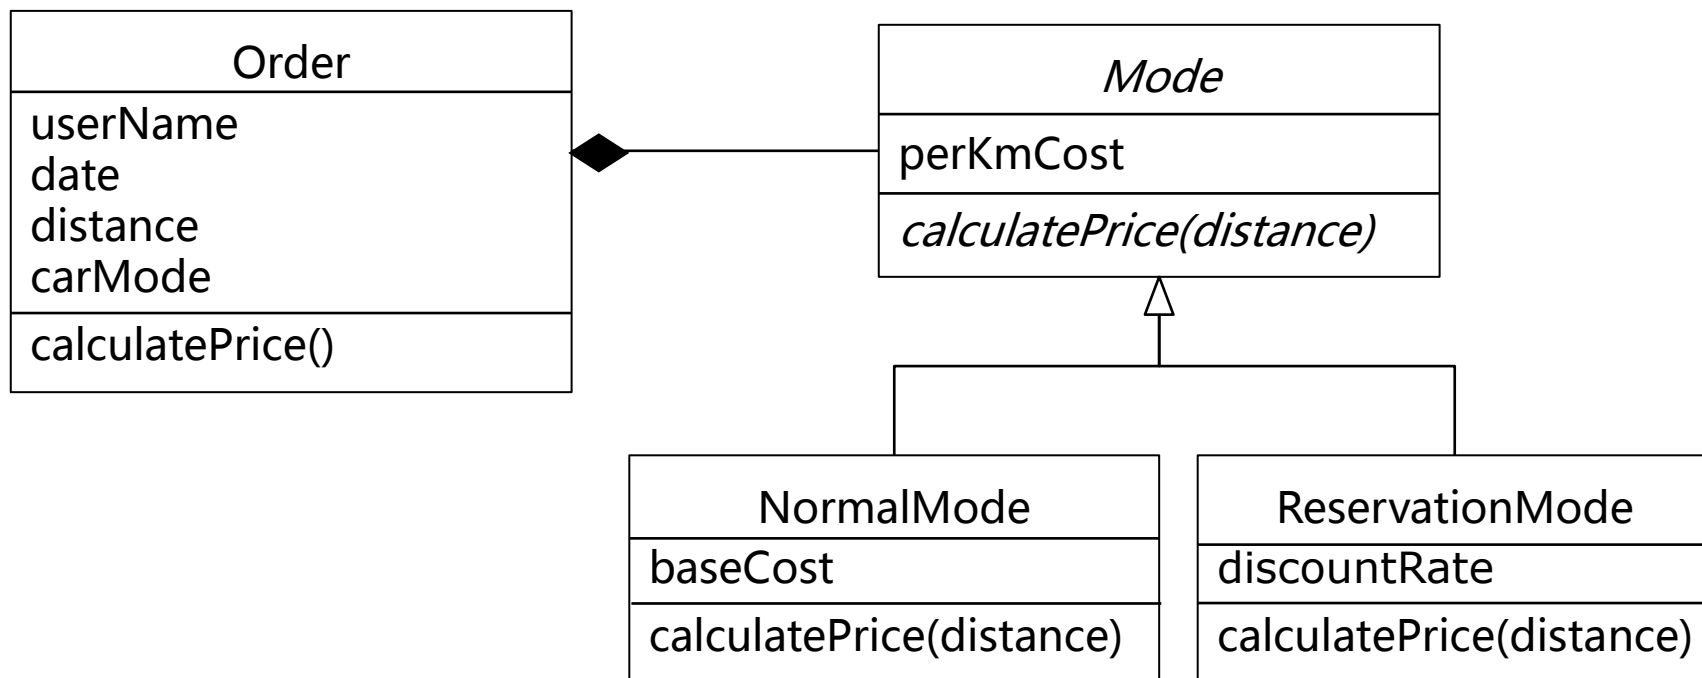 Order
userName
date
distance
carMode
calculatePrice()
Mode
perKmCost
calculatePrice(distance)
NormalMode
baseCost
calculatePrice(distance)
ReservationMode
discountRate
calculatePrice(distance)